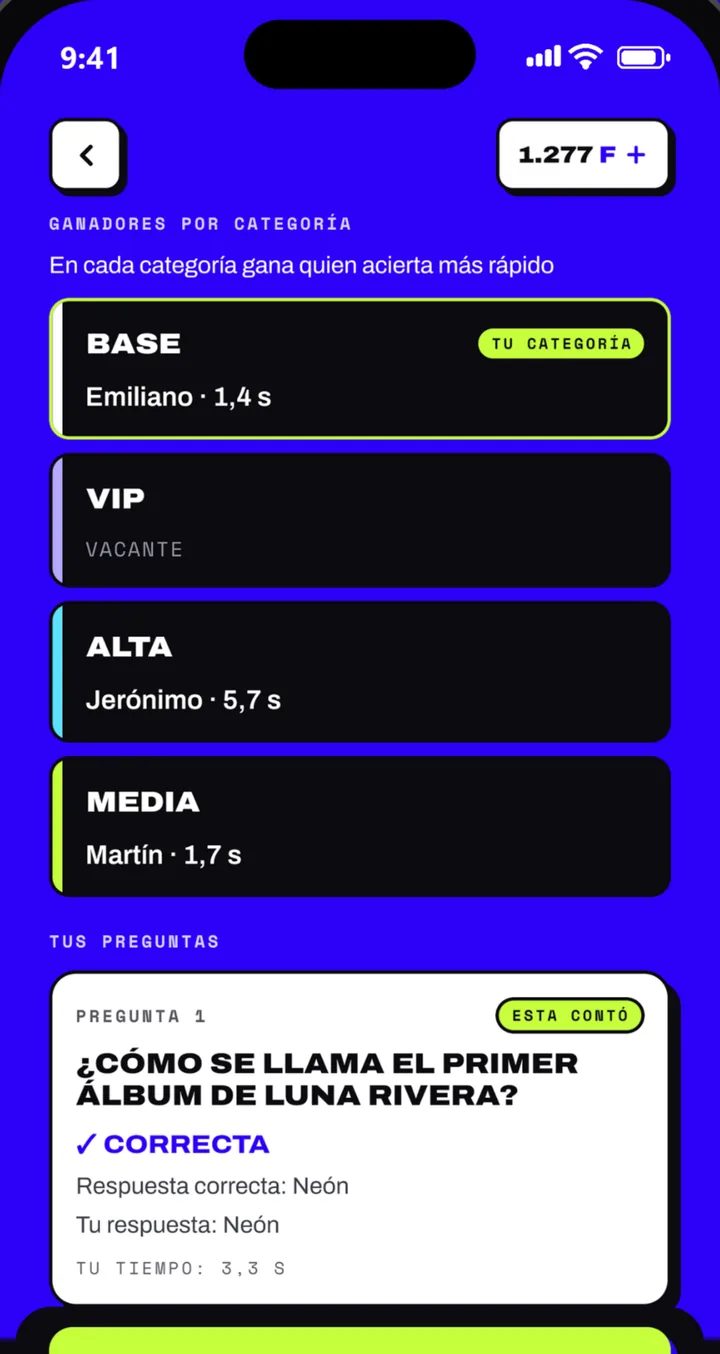 9:41
1.277 F +
GANADORES POR CATEGORÍA
En cada categoría gana quien acierta más rápido
BASE
TU CATEGORÍA
Emiliano · 1,4 s
VIP
VACANTE
ALTA
Jerónimo · 5,7 s
MEDIA
Martín · 1,7 s
TUS PREGUNTAS
PREGUNTA 1
ESTA CONTÓ
¿CÓMO SE LLAMA EL PRIMER
ÁLBUM DE LUNA RIVERA?
✓ CORRECTA
Respuesta correcta: Neón
Tu respuesta: Neón
TU TIEMPO: 3,3 S